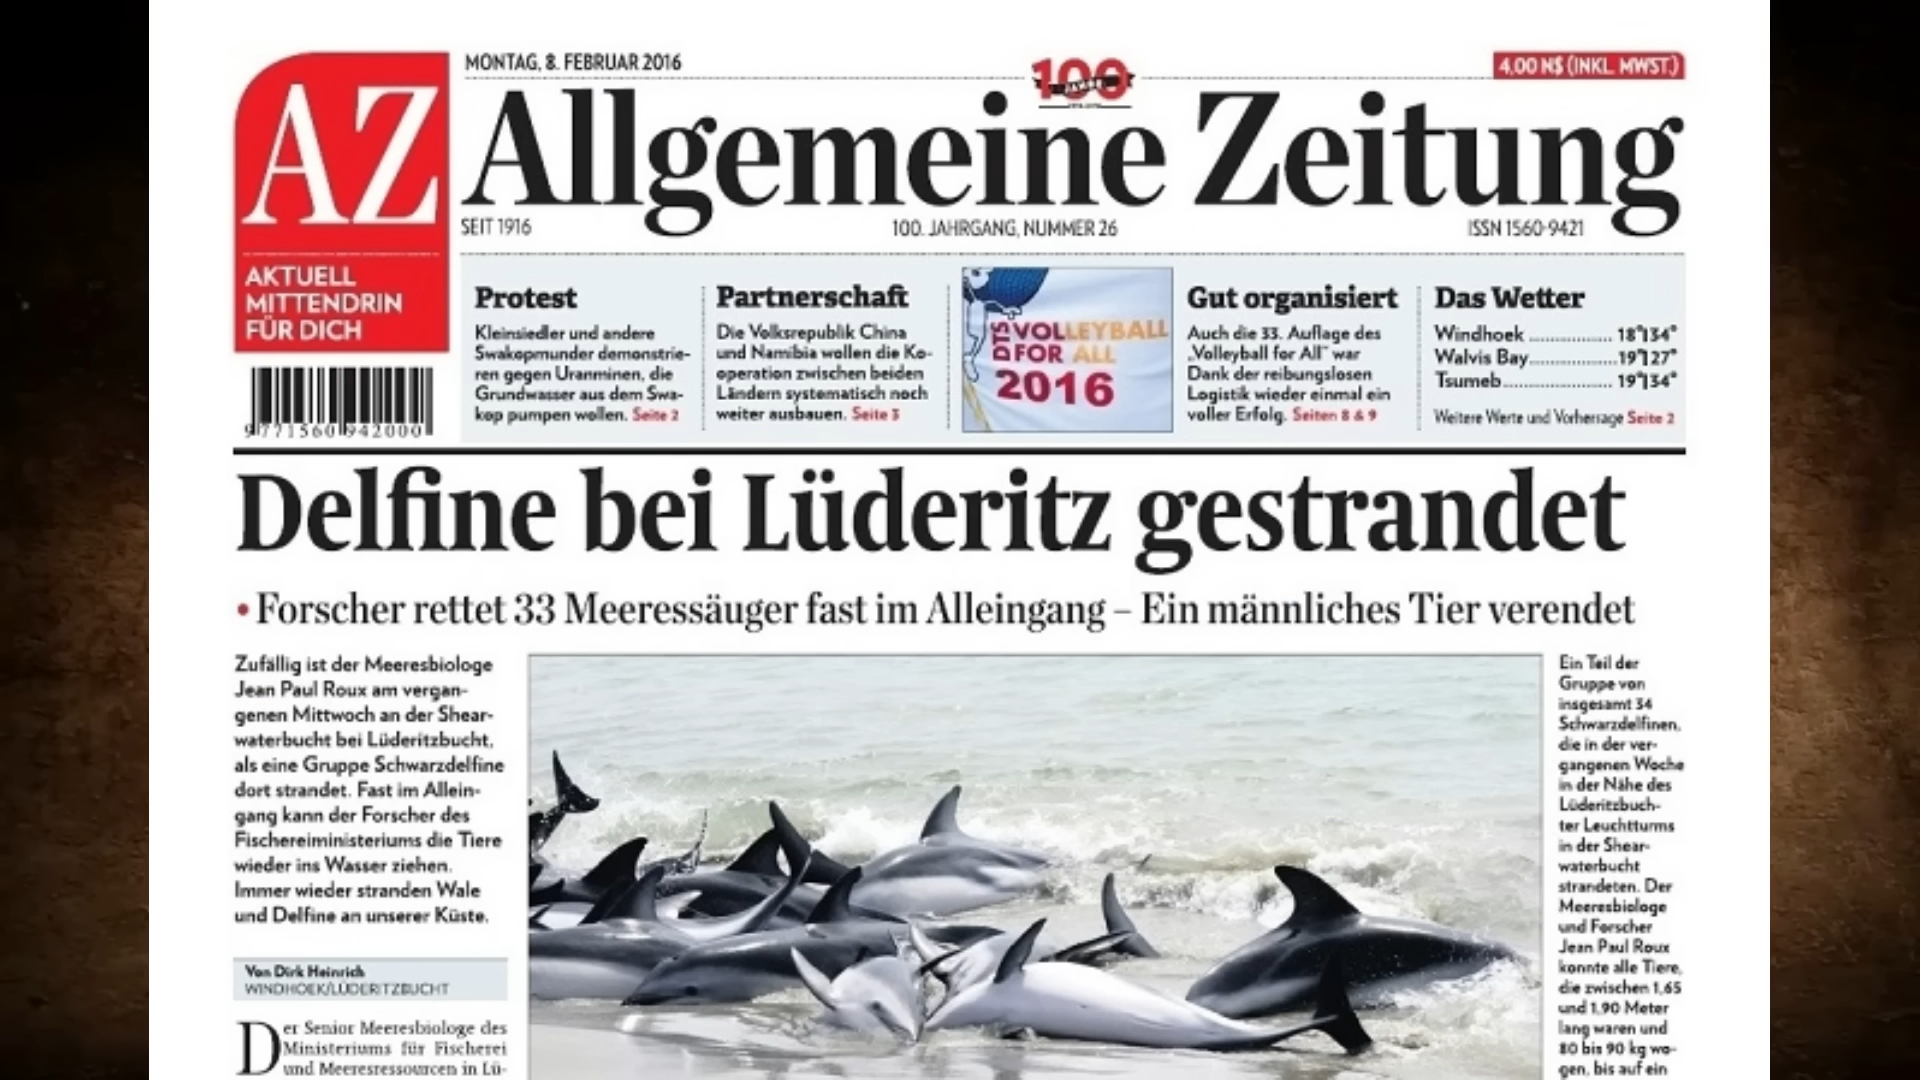 MONTAG, 8. FEBRUAR 2016
100
JAHRE
4,00 N$ (INKL. MWST.)
AZ
Allgemeine Zeitung
SEIT 1916
100. JAHRGANG, NUMMER 26
ISSN 1560-9421
AKTUELL
MITTENDRIN
FÜR DICH
9 771560 942000
Protest
Kleinsiedler und andere
Swakopmunder demonstrie-
ren gegen Uranminen, die
Grundwasser aus dem Swa-
kop pumpen wollen. Seite 2
Partnerschaft
Die Volksrepublik China
und Namibia wollen die Ko-
operation zwischen beiden
Ländern systematisch noch
weiter ausbauen. Seite 3
DTS
VOLLEYBALL
FOR ALL
2016
Gut organisiert
Auch die 33. Auflage des
„Volleyball for All“ war
Dank der reibungslosen
Logistik wieder einmal ein
voller Erfolg. Seiten 8 & 9
Das Wetter
Windhoek ................. 18°|34°
Walvis Bay................. 19°|27°
Tsumeb....................... 19°|34°
Weitere Werte und Vorhersage Seite 2
Delfine bei Lüderitz gestrandet
• Forscher rettet 33 Meeressäuger fast im Alleingang – Ein männliches Tier verendet
Zufällig ist der Meeresbiologe
Jean Paul Roux am vergan-
genen Mittwoch an der Shear-
waterbucht bei Lüderitzbucht,
als eine Gruppe Schwarzdelfine
dort strandet. Fast im Allein-
gang kann der Forscher des
Fischereiministeriums die Tiere
wieder ins Wasser ziehen.
Immer wieder stranden Wale
und Delfine an unserer Küste.
Von Dirk Heinrich
WINDHOEK/LÜDERITZBUCHT
Der Senior Meeresbiologe des
Ministeriums für Fischerei
und Meeresressourcen in Lü-
Ein Teil der
Gruppe von
insgesamt 34
Schwarzdelfinen,
die in der ver-
gangenen Woche
in der Nähe des
Lüderitzbuch-
ter Leuchtturms
in der Shear-
waterbucht
strandeten. Der
Meeresbiologe
und Forscher
Jean Paul Roux
konnte alle Tiere,
die zwischen 1,65
und 1,90 Meter
lang waren und
80 bis 90 kg wo-
gen, bis auf ein